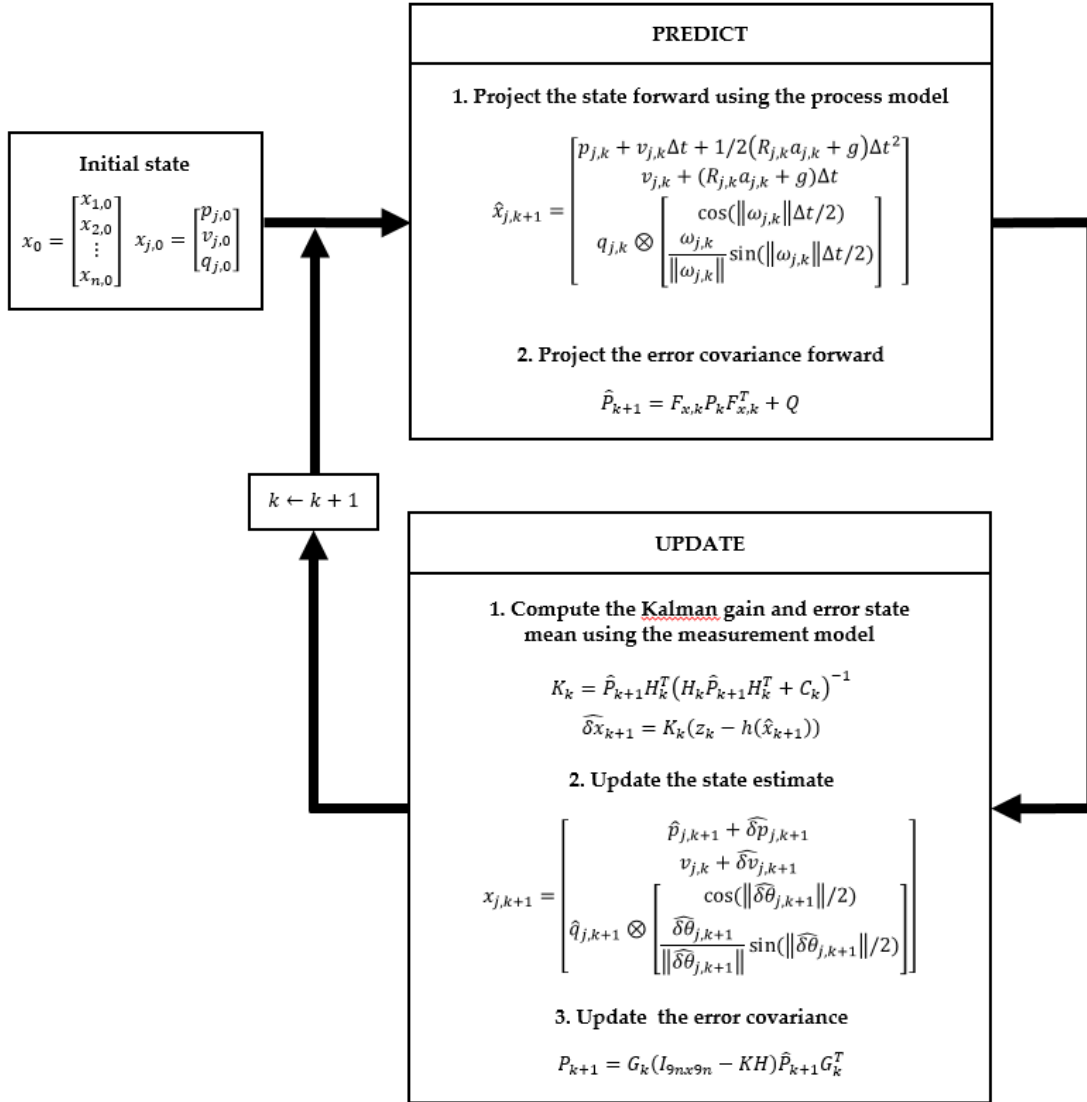 PREDICT
1. Project the state forward using the process model
x̂_{j,k+1} = [p_{j,k} + v_{j,k}Δt + 1/2(R_{j,k}a_{j,k} + g)Δt²
v_{j,k} + (R_{j,k}a_{j,k} + g)Δt
q_{j,k} ⊗ [cos(‖ω_{j,k}‖Δt/2)
ω_{j,k}/‖ω_{j,k}‖ sin(‖ω_{j,k}‖Δt/2)]]
2. Project the error covariance forward
P̂_{k+1} = F_{x,k}P_kF_{x,k}^T + Q
Initial state
x_0 = [x_{1,0} x_{2,0} ⋮ x_{n,0}] x_{j,0} = [p_{j,0} v_{j,0} q_{j,0}]
k ← k + 1
UPDATE
1. Compute the Kalman gain and error state
mean using the measurement model
K_k = P̂_{k+1}H_k^T(H_kP̂_{k+1}H_k^T + C_k)^{-1}
δx̂_{k+1} = K_k(z_k − h(x̂_{k+1}))
2. Update the state estimate
x_{j,k+1} = [p̂_{j,k+1} + δp̂_{j,k+1}
v_{j,k} + δv̂_{j,k+1}
q̂_{j,k+1} ⊗ [cos(‖δθ̂_{j,k+1}‖/2)
δθ̂_{j,k+1}/‖δθ̂_{j,k+1}‖ sin(‖δθ̂_{j,k+1}‖/2)]]
3. Update the error covariance
P_{k+1} = G_k(I_{9nx9n} − KH)P̂_{k+1}G_k^T